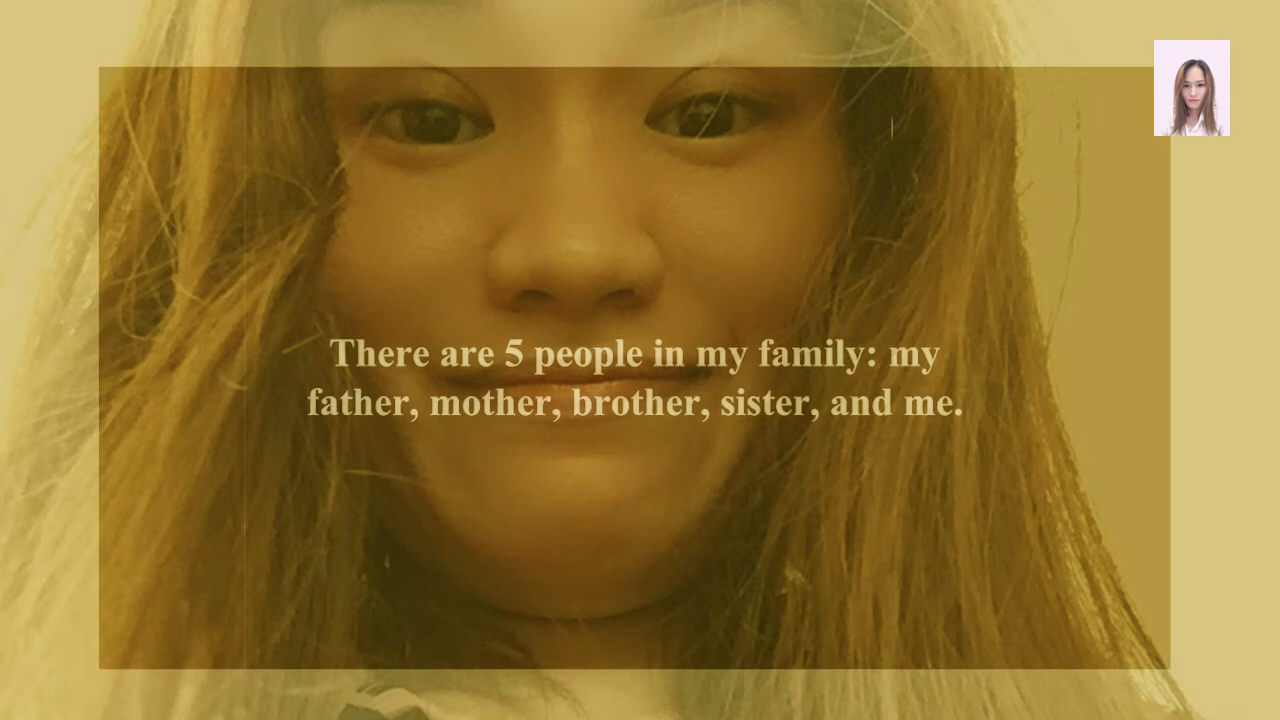 There are 5 people in my family: my
father, mother, brother, sister, and me.